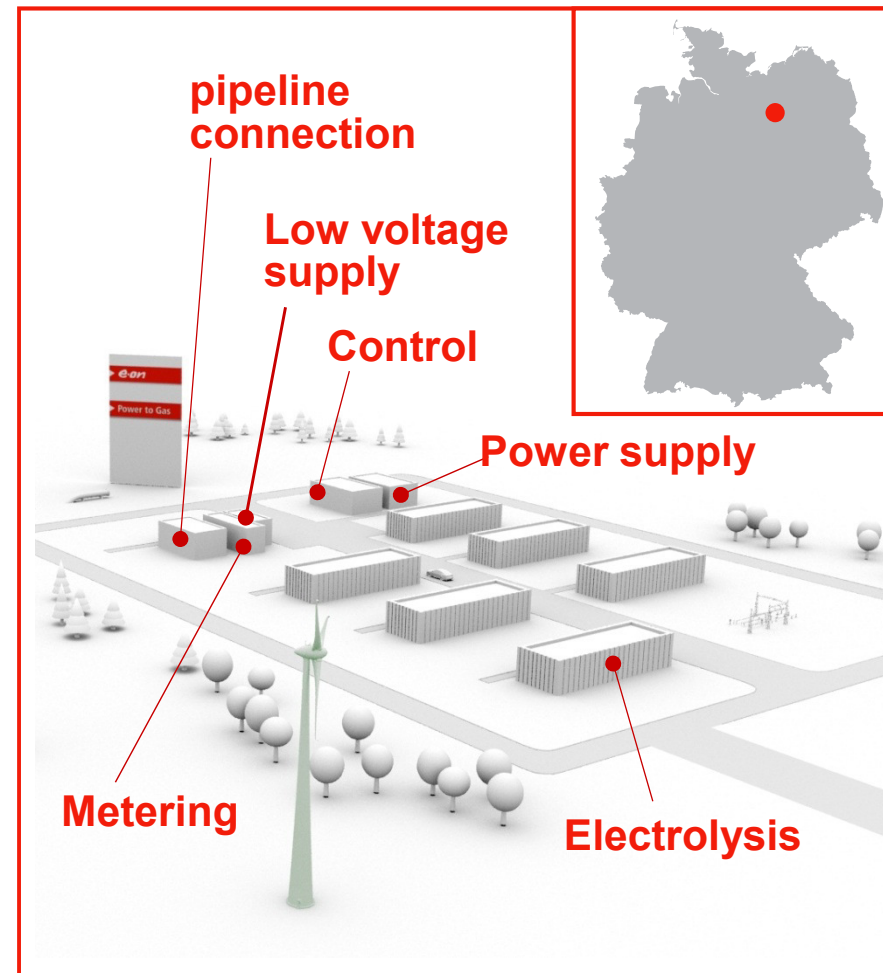 pipeline
connection
Low voltage
supply
Control
e·on
Power to Gas
Power supply
Metering
Electrolysis